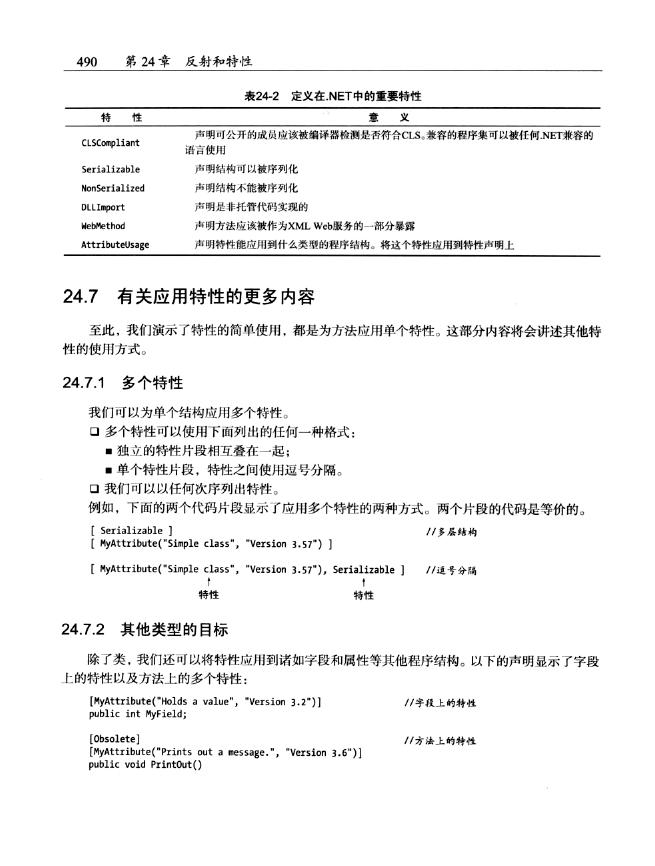 490 第24章 反射和特性
表24-2 定义在.NET中的重要特性
特 性 意 义
CLSCompliant 声明可公开的成员应该被编译器检测是否符合CLS。兼容的程序集可以被任何.NET兼容的
语言使用
Serializable 声明结构可以被序列化
NonSerialized 声明结构不能被序列化
DLLImport 声明是非托管代码实现的
WebMethod 声明方法应该被作为XML Web服务的一部分暴露
AttributeUsage 声明特性能应用到什么类型的程序结构。将这个特性应用到特性声明上
24.7 有关应用特性的更多内容
至此，我们演示了特性的简单使用，都是为方法应用单个特性。这部分内容将会讲述其他特
性的使用方式。
24.7.1 多个特性
我们可以为单个结构应用多个特性。
❑ 多个特性可以使用下面列出的任何一种格式：
■ 独立的特性片段相互叠在一起；
■ 单个特性片段，特性之间使用逗号分隔。
❑ 我们可以以任何次序列出特性。
例如，下面的两个代码片段显示了应用多个特性的两种方式。两个片段的代码是等价的。
[ Serializable ] //多层结构
[ MyAttribute("Simple class", "Version 3.57") ]
[ MyAttribute("Simple class", "Version 3.57"), Serializable ] //逗号分隔
↑ ↑
特性 特性
24.7.2 其他类型的目标
除了类，我们还可以将特性应用到诸如字段和属性等其他程序结构。以下的声明显示了字段
上的特性以及方法上的多个特性：
[MyAttribute("Holds a value", "Version 3.2")] //字段上的特性
public int MyField;
[Obsolete] //方法上的特性
[MyAttribute("Prints out a message.", "Version 3.6")]
public void PrintOut()